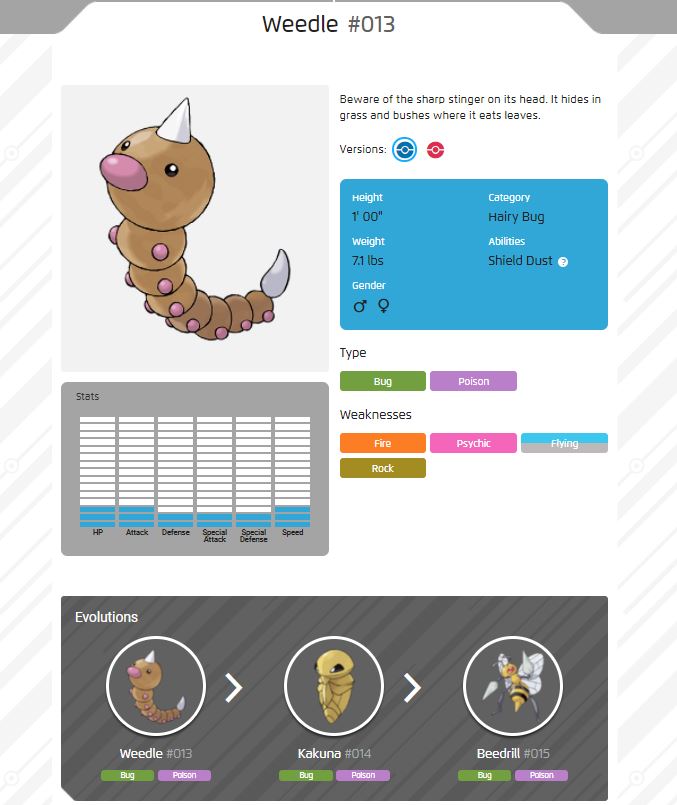 Weedle #013
Beware of the sharp stinger on its head. It hides in
grass and bushes where it eats leaves.
Versions:
Height
1' 00"
Category
Hairy Bug
Weight
7.1 lbs
Abilities
Shield Dust ?
Gender
♂ ♀
Type
Bug Poison
Weaknesses
Fire Psychic Flying
Rock
Stats
HP Attack Defense Special Attack Special Defense Speed
Evolutions
Weedle #013 Kakuna #014 Beedrill #015
Bug Poison Bug Poison Bug Poison